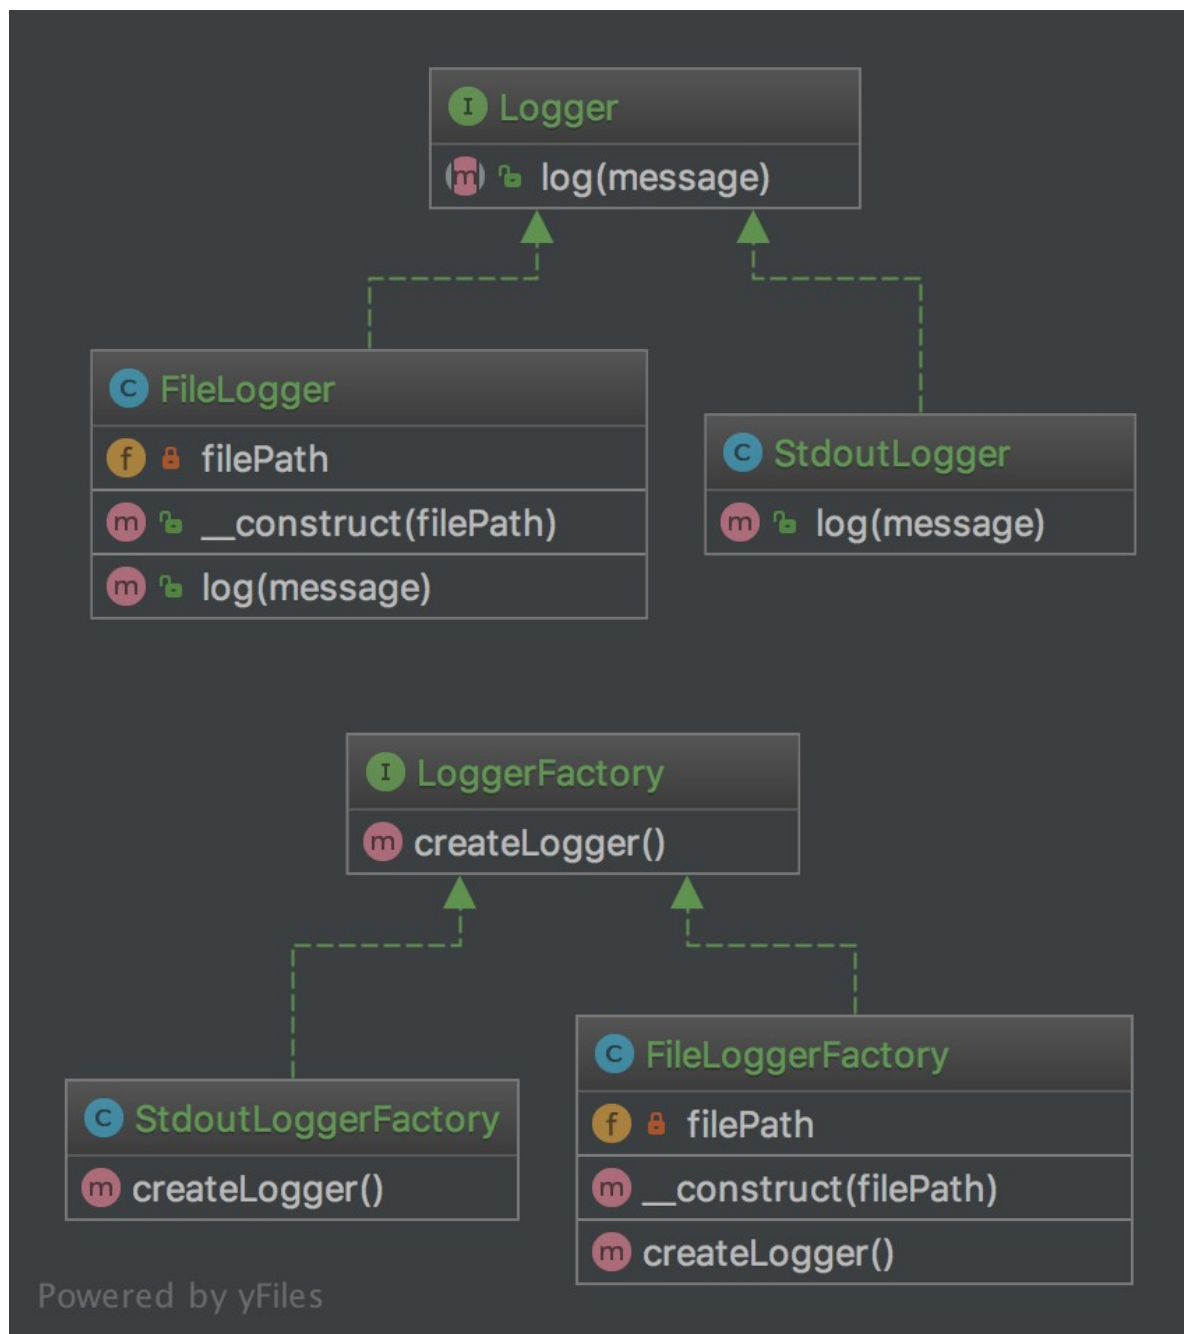 I Logger
m log(message)
C FileLogger
f filePath
m __construct(filePath)
m log(message)
C StdoutLogger
m log(message)
I LoggerFactory
m createLogger()
C StdoutLoggerFactory
m createLogger()
C FileLoggerFactory
f filePath
m __construct(filePath)
m createLogger()
Powered by yFiles